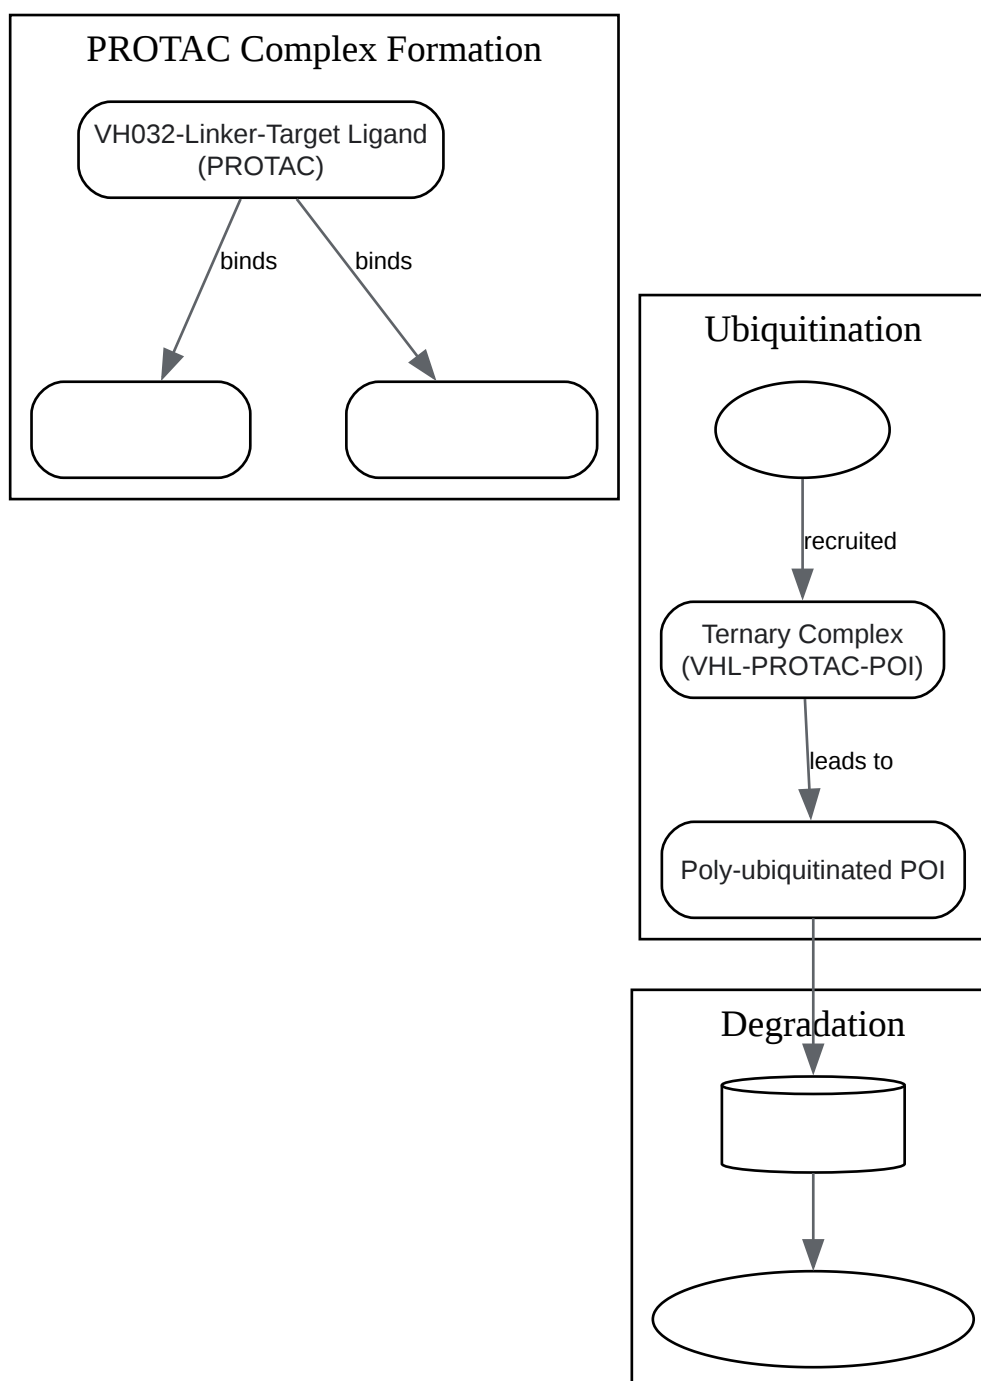 PROTAC Complex Formation
VH032-Linker-Target Ligand
(PROTAC)
binds
binds
Ubiquitination
recruited
Ternary Complex
(VHL-PROTAC-POI)
leads to
Poly-ubiquitinated POI
Degradation